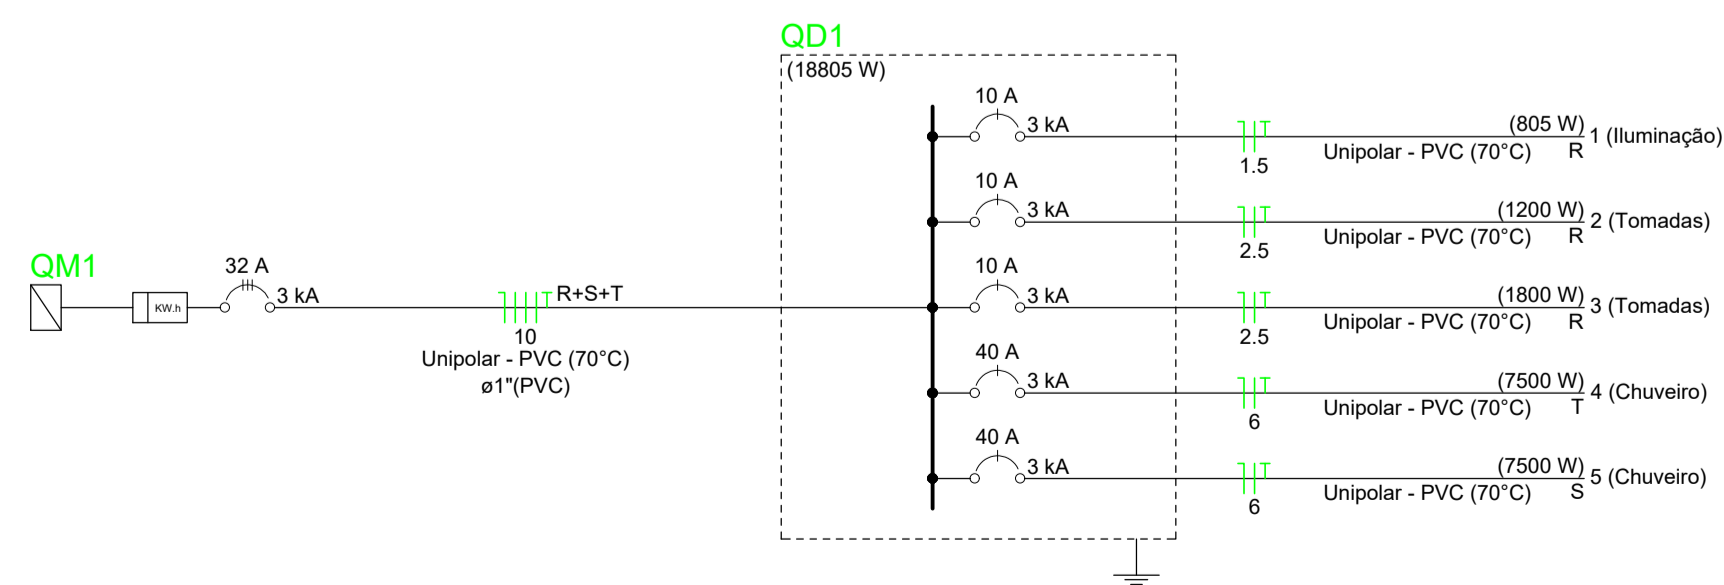 QD1
(18805 W)
10 A
3 kA
1.5
(805 W)
Unipolar - PVC (70°C)
R
1 (Iluminação)
10 A
3 kA
2.5
(1200 W)
Unipolar - PVC (70°C)
R
2 (Tomadas)
QM1
KW.h
32 A
3 kA
R+S+T
10
Unipolar - PVC (70°C)
ø1"(PVC)
10 A
3 kA
2.5
(1800 W)
Unipolar - PVC (70°C)
R
3 (Tomadas)
40 A
3 kA
6
(7500 W)
Unipolar - PVC (70°C)
T
4 (Chuveiro)
40 A
3 kA
6
(7500 W)
Unipolar - PVC (70°C)
S
5 (Chuveiro)